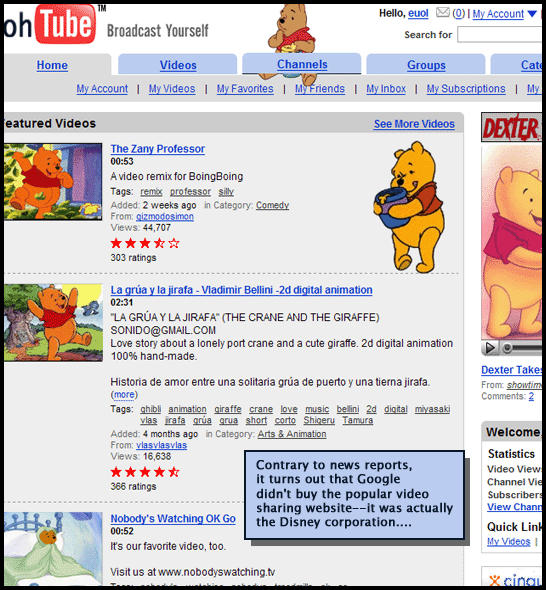 ohTube™ Broadcast Yourself
Hello, euol (0) | My Account
Search for
Home Videos Channels Groups Cate
My Account | My Videos | My Favorites | My Friends | My Inbox | My Subscriptions | My
Featured Videos See More Videos
The Zany Professor
00:53
A video remix for BoingBoing
Tags: remix professor silly
Added: 2 weeks ago in Category: Comedy
From: gizmodosimon
Views: 44,707
303 ratings
La grúa y la jirafa - Vladimir Bellini -2d digital animation
02:31
"LA GRÚA Y LA JIRAFA" (THE CRANE AND THE GIRAFFE)
SONIDO@GMAIL.COM
Love story about a lonely port crane and a cute giraffe. 2d digital animation
100% hand-made.
Historia de amor entre una solitaria grúa de puerto y una tierna jirafa.
(more)
Tags: ghibli animation giraffe crane love music bellini 2d digital miyasaki
vlas jirafa grúa grua short corto Shigeru Tamura
Added: 4 months ago in Category: Arts & Animation
From: vlasvlasvlas
Views: 16,638
366 ratings
Nobody's Watching OK Go
00:52
It's our favorite video, too.
Visit us at www.nobodyswatching.tv
DEXTER
Dexter Takes
From: showtime
Comments: 2
Welcome,
Statistics
Video Views
Channel View
Subscribers
View Chann
Quick Link
My Videos | F
cingu
Contrary to news reports,
it turns out that Google
didn't buy the popular video
sharing website--it was actually
the Disney corporation....